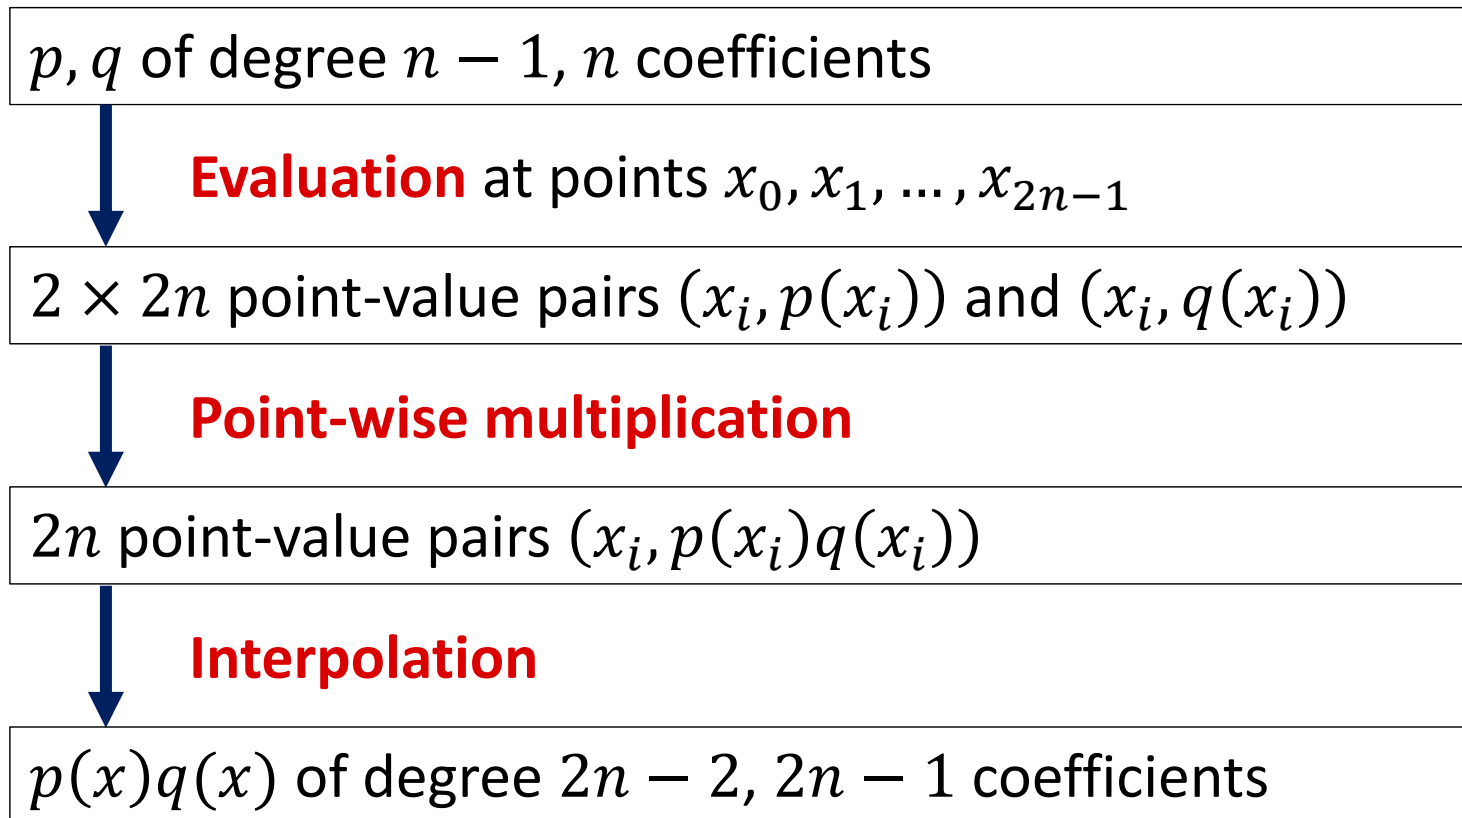 p, q of degree n − 1, n coefficients
Evaluation at points x₀, x₁, … , x₂ₙ₋₁
2 × 2n point-value pairs (xᵢ, p(xᵢ)) and (xᵢ, q(xᵢ))
Point-wise multiplication
2n point-value pairs (xᵢ, p(xᵢ)q(xᵢ))
Interpolation
p(x)q(x) of degree 2n − 2, 2n − 1 coefficients